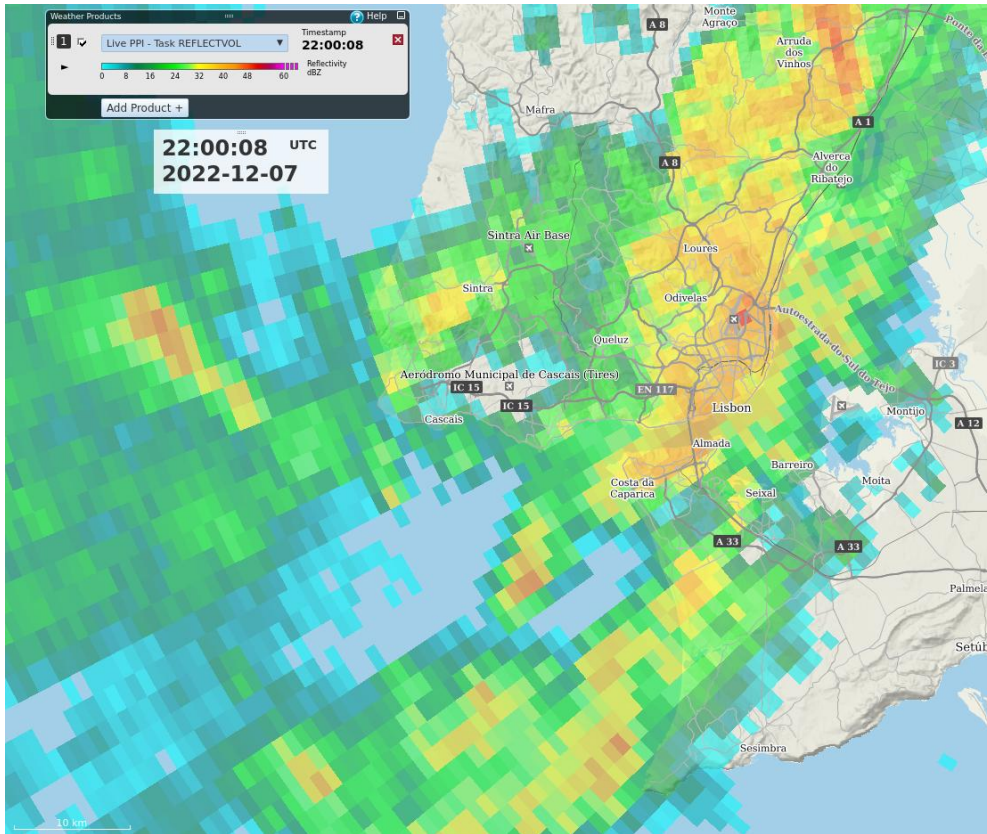 Weather Products
Help
1
Live PPI - Task REFLECTVOL
Timestamp
22:00:08
0 8 16 24 32 40 48 60
Reflectivity
dBZ
Add Product +
22:00:08 UTC
2022-12-07
Monte
Agraço
A 8
Arruda
dos
Vinhos
Mafra
A 1
A 8
Alverca
do
Ribatejo
Sintra Air Base
Loures
Sintra
Odivelas
Autoestrada do Sul do Tejo
Queluz
IC 3
Aeródromo Municipal de Cascais (Tires)
IC 15
EN 117
IC 15
Lisbon
Montijo
Cascais
A 12
Almada
Barreiro
Moita
Costa da
Caparica
Seixal
A 33
A 33
Palmela
Setúb
Sesimbra
10 km